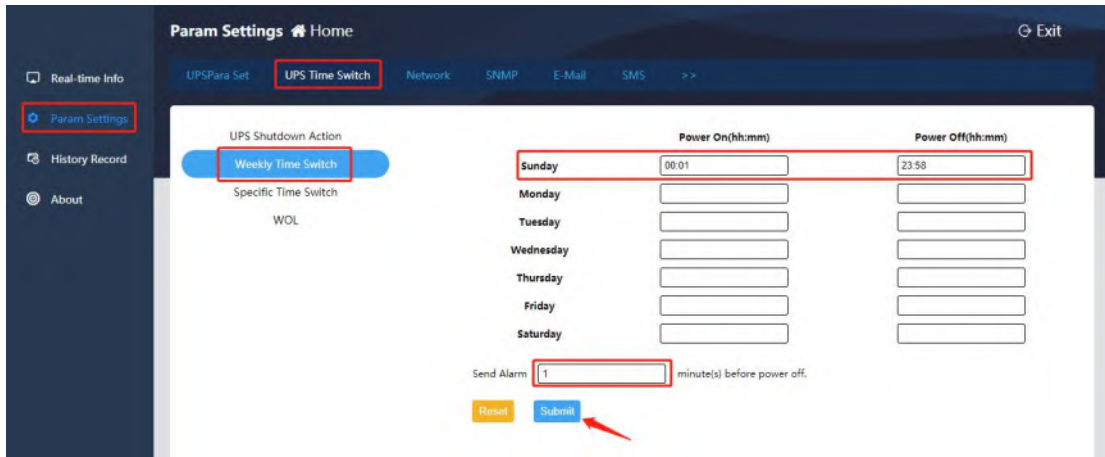 Param Settings Home Exit
Real-time Info
Param Settings
History Record
About
UPSPara Set UPS Time Switch Network SNMP E-Mail SMS >>
UPS Shutdown Action
Weekly Time Switch
Specific Time Switch
WOL
Power On(hh:mm) Power Off(hh:mm)
Sunday 00:01 23:58
Monday
Tuesday
Wednesday
Thursday
Friday
Saturday
Send Alarm 1 minute(s) before power off.
Reset Submit